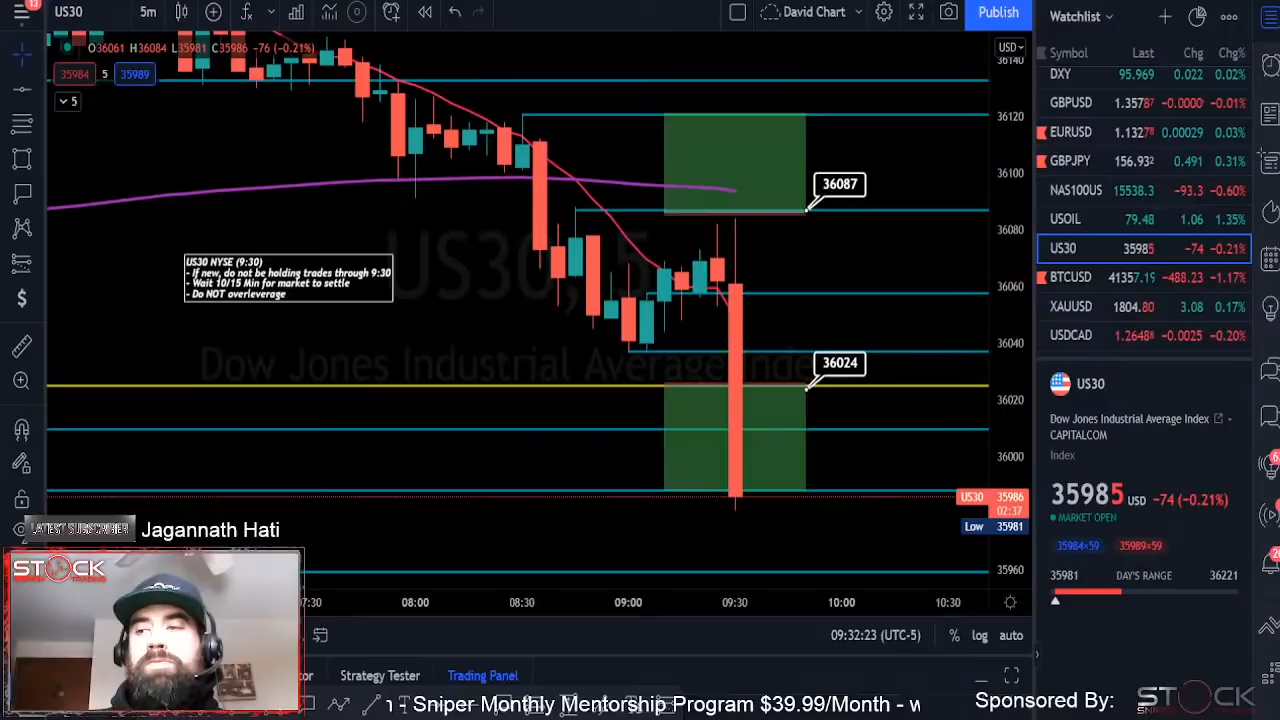 13
US30
5m
David Chart
Publish
Watchlist
O36061 H36084 L35981 C35986 -76 (-0.21%)
35984 5 35989
5
USD
36140
36120
36100
36080
36060
36040
36020
36000
35960
36087
36024
US30, 5
Dow Jones Industrial Average Index
US30 NYSE (9:30)
- If new, do not be holding trades through 9:30
- Wait 10/15 Min for market to settle
- Do NOT overleverage
US30 35986
02:37
Low 35981
Symbol Last Chg Chg%
DXY 95.969 0.022 0.02%
GBPUSD 1.35787 -0.0000 -0.01%
EURUSD 1.13278 0.00029 0.03%
GBPJPY 156.932 0.491 0.31%
NAS100US 15538.3 -93.3 -0.60%
USOIL 79.48 1.06 1.35%
US30 35985 -74 -0.21%
BTCUSD 41357.19 -488.23 -1.17%
XAUUSD 1804.80 3.08 0.17%
USDCAD 1.26488 -0.0025 -0.20%
US30
Dow Jones Industrial Average Index
CAPITALCOM
Index
35985 USD -74 (-0.21%)
MARKET OPEN
35984×59 35989×59
35981 DAY'S RANGE 36221
LATEST SUBSCRIBER Jagannath Hati
STOCK
07:30 08:00 08:30 09:00 09:30 10:00 10:30
09:32:23 (UTC-5) % log auto
Strategy Tester Trading Panel
n - Sniper Monthly Mentorship Program $39.99/Month - w
Sponsored By:
STOCK